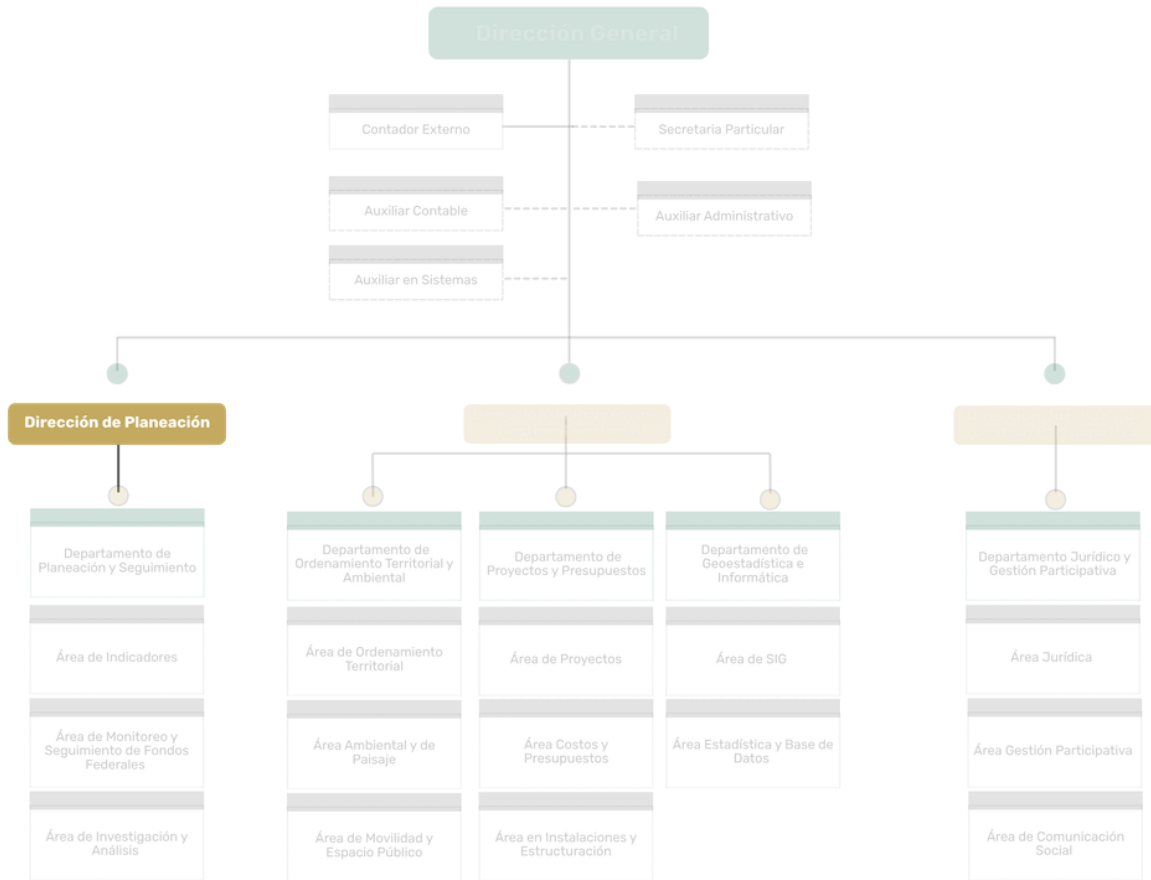 Dirección General
Contador Externo
Secretaria Particular
Auxiliar Contable
Auxiliar Administrativo
Auxiliar en Sistemas
Dirección de Planeación
Departamento de
Planeación y Seguimiento
Área de Indicadores
Área de Monitoreo y
Seguimiento de Fondos
Federales
Área de Investigación y
Análisis
Departamento de
Ordenamiento Territorial y
Ambiental
Área de Ordenamiento
Territorial
Área Ambiental y de
Paisaje
Área de Movilidad y
Espacio Público
Departamento de
Proyectos y Presupuestos
Área de Proyectos
Área Costos y
Presupuestos
Área en Instalaciones y
Estructuración
Departamento de
Geoestadística e
Informática
Área de SIG
Área Estadística y Base de
Datos
Departamento Jurídico y
Gestión Participativa
Área Jurídica
Área Gestión Participativa
Área de Comunicación
Social